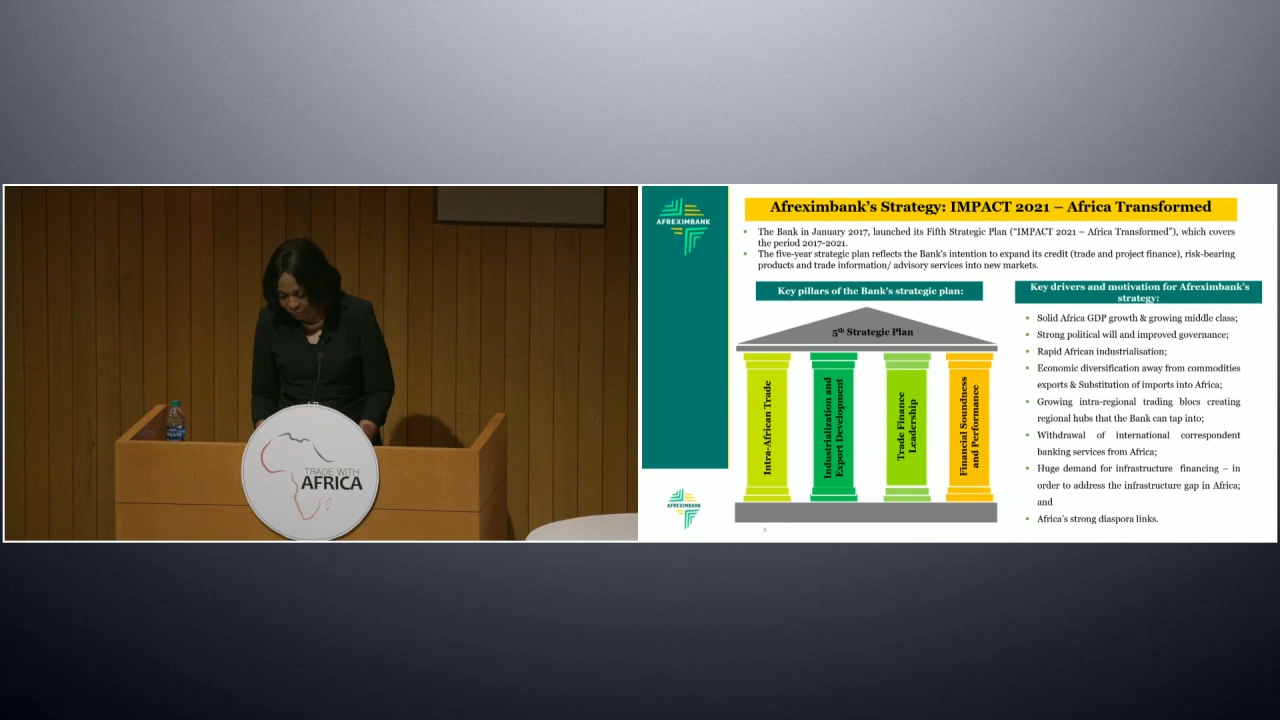 TRADE WITH
AFRICA
AFREXIMBANK
AFREXIMBANK
Afreximbank's Strategy: IMPACT 2021 – Africa Transformed
▪ The Bank in January 2017, launched its Fifth Strategic Plan ("IMPACT 2021 – Africa Transformed"), which covers
the period 2017-2021.
▪ The five-year strategic plan reflects the Bank's intention to expand its credit (trade and project finance), risk-bearing
products and trade information/ advisory services into new markets.
Key pillars of the Bank's strategic plan:
5th Strategic Plan
Intra-African Trade
Industrialization and
Export Development
Trade Finance
Leadership
Financial Soundness
and Performance
Key drivers and motivation for Afreximbank's
strategy:
▪ Solid Africa GDP growth & growing middle class;
▪ Strong political will and improved governance;
▪ Rapid African industrialisation;
▪ Economic diversification away from commodities
exports & Substitution of imports into Africa;
▪ Growing intra-regional trading blocs creating
regional hubs that the Bank can tap into;
▪ Withdrawal of international correspondent
banking services from Africa;
▪ Huge demand for infrastructure financing – in
order to address the infrastructure gap in Africa;
and
▪ Africa's strong diaspora links.